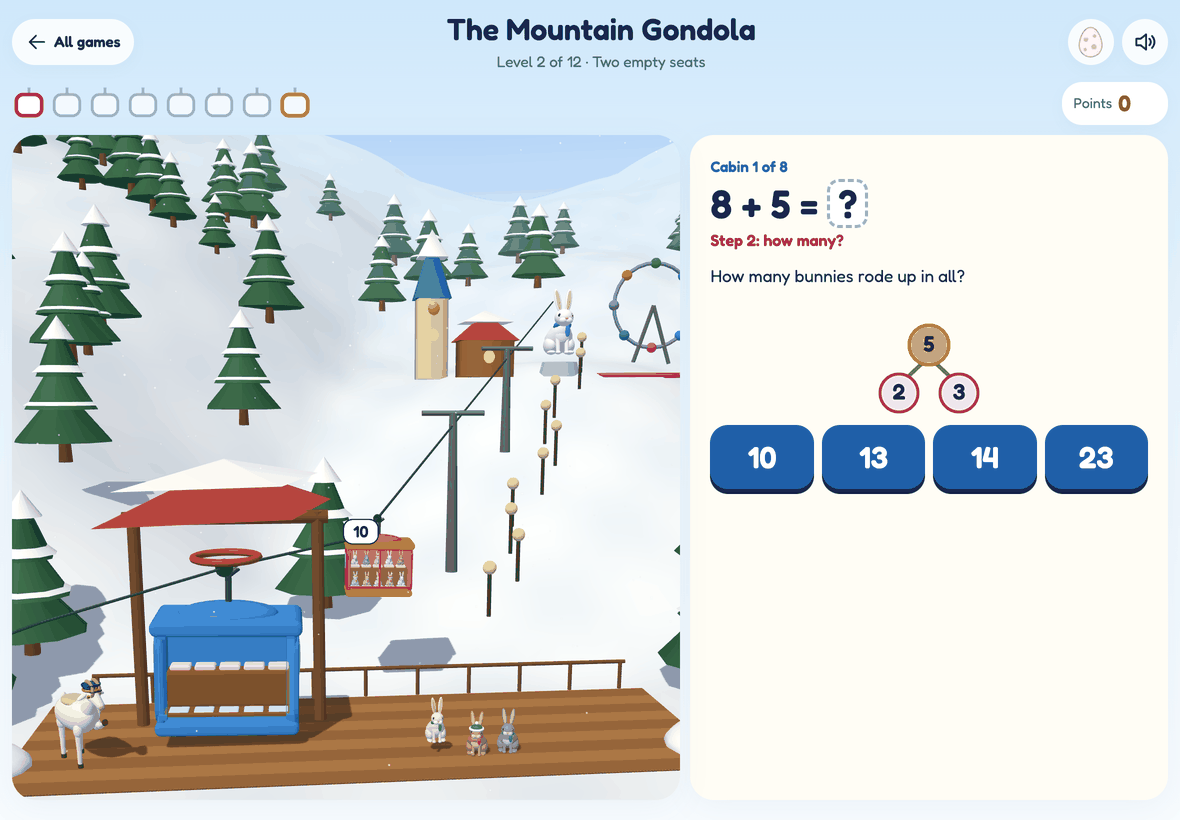 All games
The Mountain Gondola
Level 2 of 12 · Two empty seats
Points 0
10
Cabin 1 of 8
8 + 5 = ?
Step 2: how many?
How many bunnies rode up in all?
5
2 3
10 13 14 23